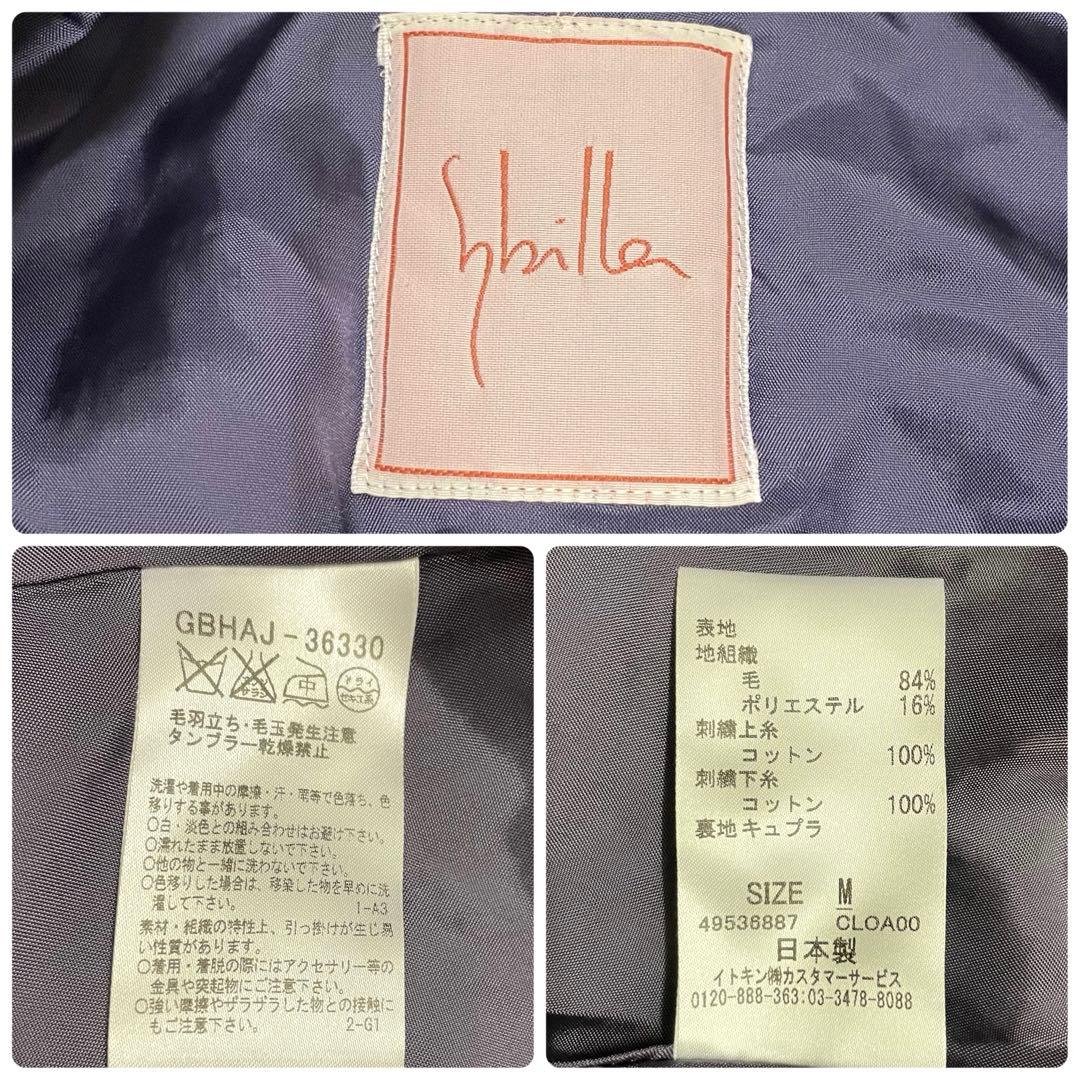 Sybilla
GBHAJ-36330
エンソ
サラシ
中
ドライ
セキユ系
毛羽立ち・毛玉発生注意
タンブラー乾燥禁止
洗濯や着用中の摩擦・汗・雨等で色落ち、色
移りする事があります。
○白・淡色との組み合わせはお避け下さい。
○濡れたまま放置しないで下さい。
○他の物と一緒に洗わないで下さい。
○色移りした場合は、移染した物を早めに洗
濯して下さい。 1-A3
素材・組織の特性上、引っ掛けが生じ易
い性質があります。
○着用・着脱の際にはアクセサリー等の
金具や突起物にご注意下さい。
○強い摩擦やザラザラした物との接触に
もご注意下さい。 2-G1
表地
地組織
毛 84%
ポリエステル 16%
刺繍上糸
コットン 100%
刺繍下糸
コットン 100%
裏地キュプラ
SIZE M
49536887 CLOA00
日本製
イトキン㈱カスタマーサービス
0120-888-363:03-3478-8088